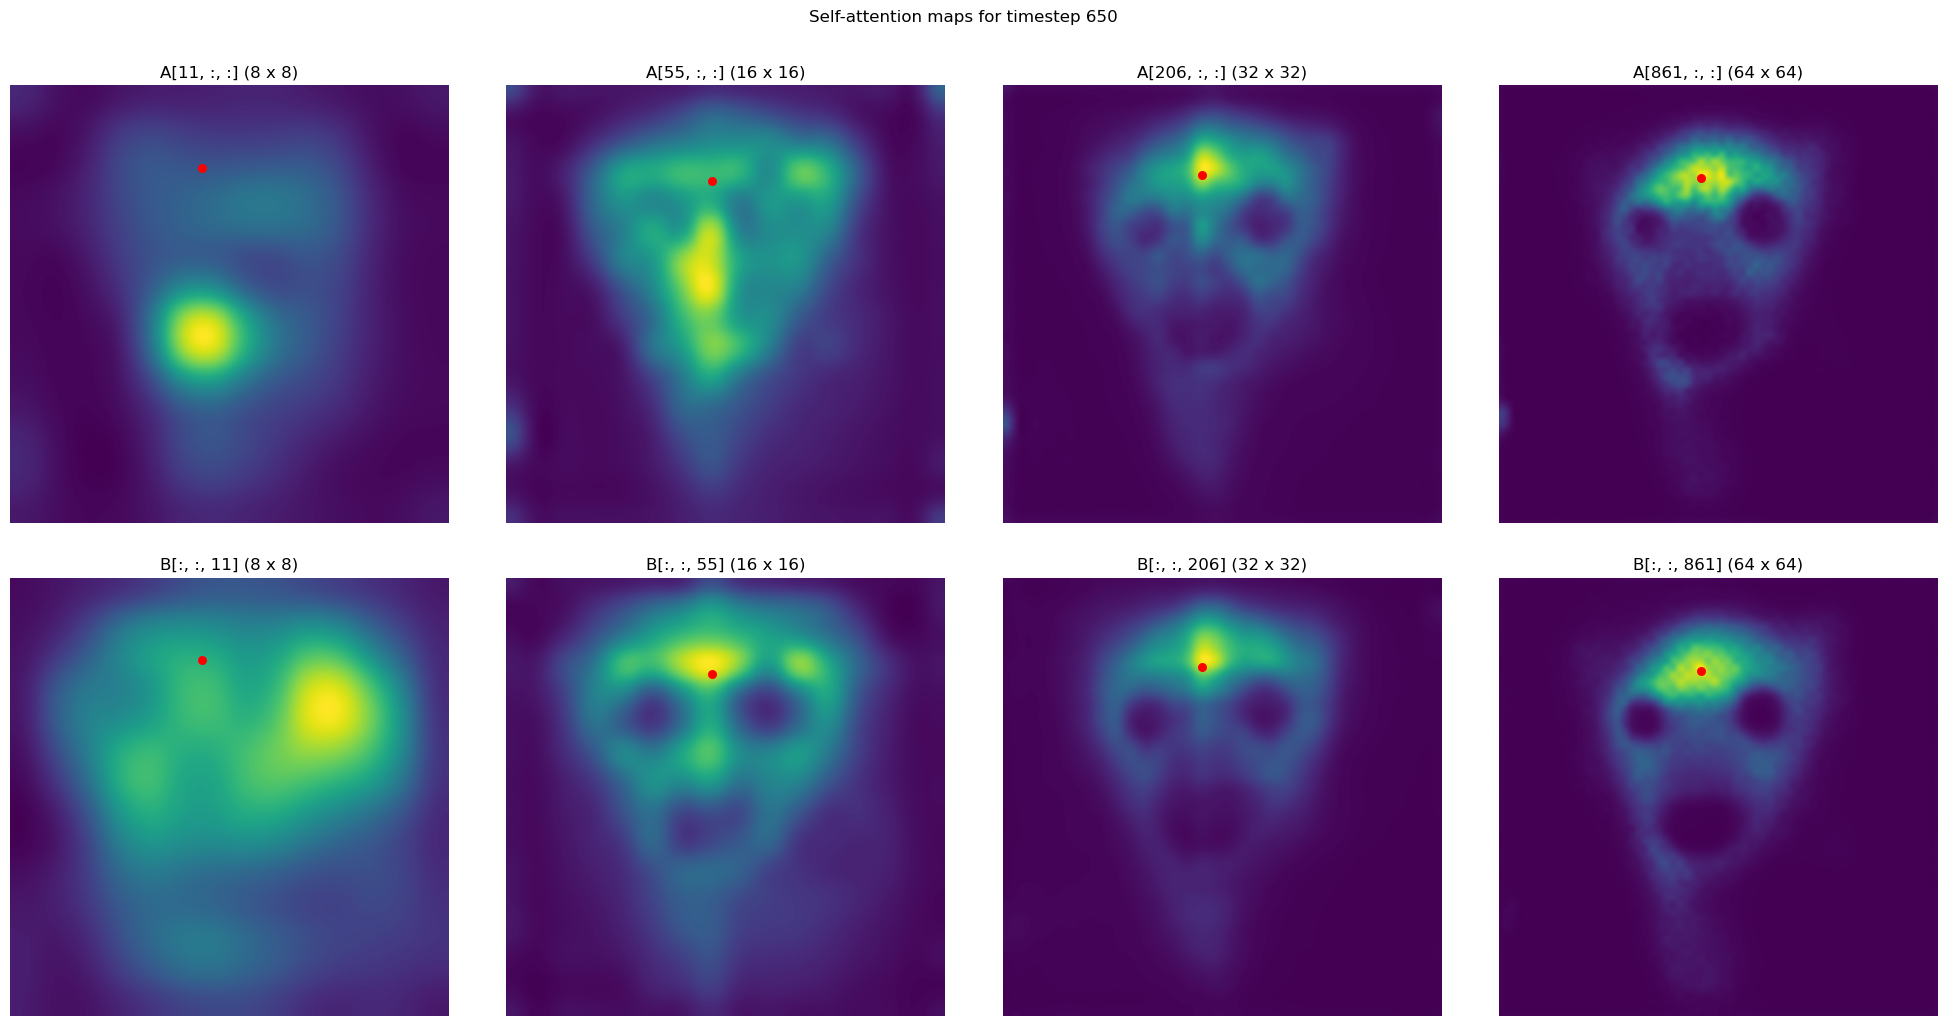 Self-attention maps for timestep 650
A[11, :, :] (8 x 8)
A[55, :, :] (16 x 16)
A[206, :, :] (32 x 32)
A[861, :, :] (64 x 64)
B[:, :, 11] (8 x 8)
B[:, :, 55] (16 x 16)
B[:, :, 206] (32 x 32)
B[:, :, 861] (64 x 64)